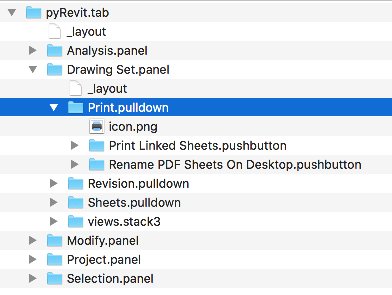 pyRevit.tab
_layout
Analysis.panel
Drawing Set.panel
_layout
Print.pulldown
icon.png
Print Linked Sheets.pushbutton
Rename PDF Sheets On Desktop.pushbutton
Revision.pulldown
Sheets.pulldown
views.stack3
Modify.panel
Project.panel
Selection.panel